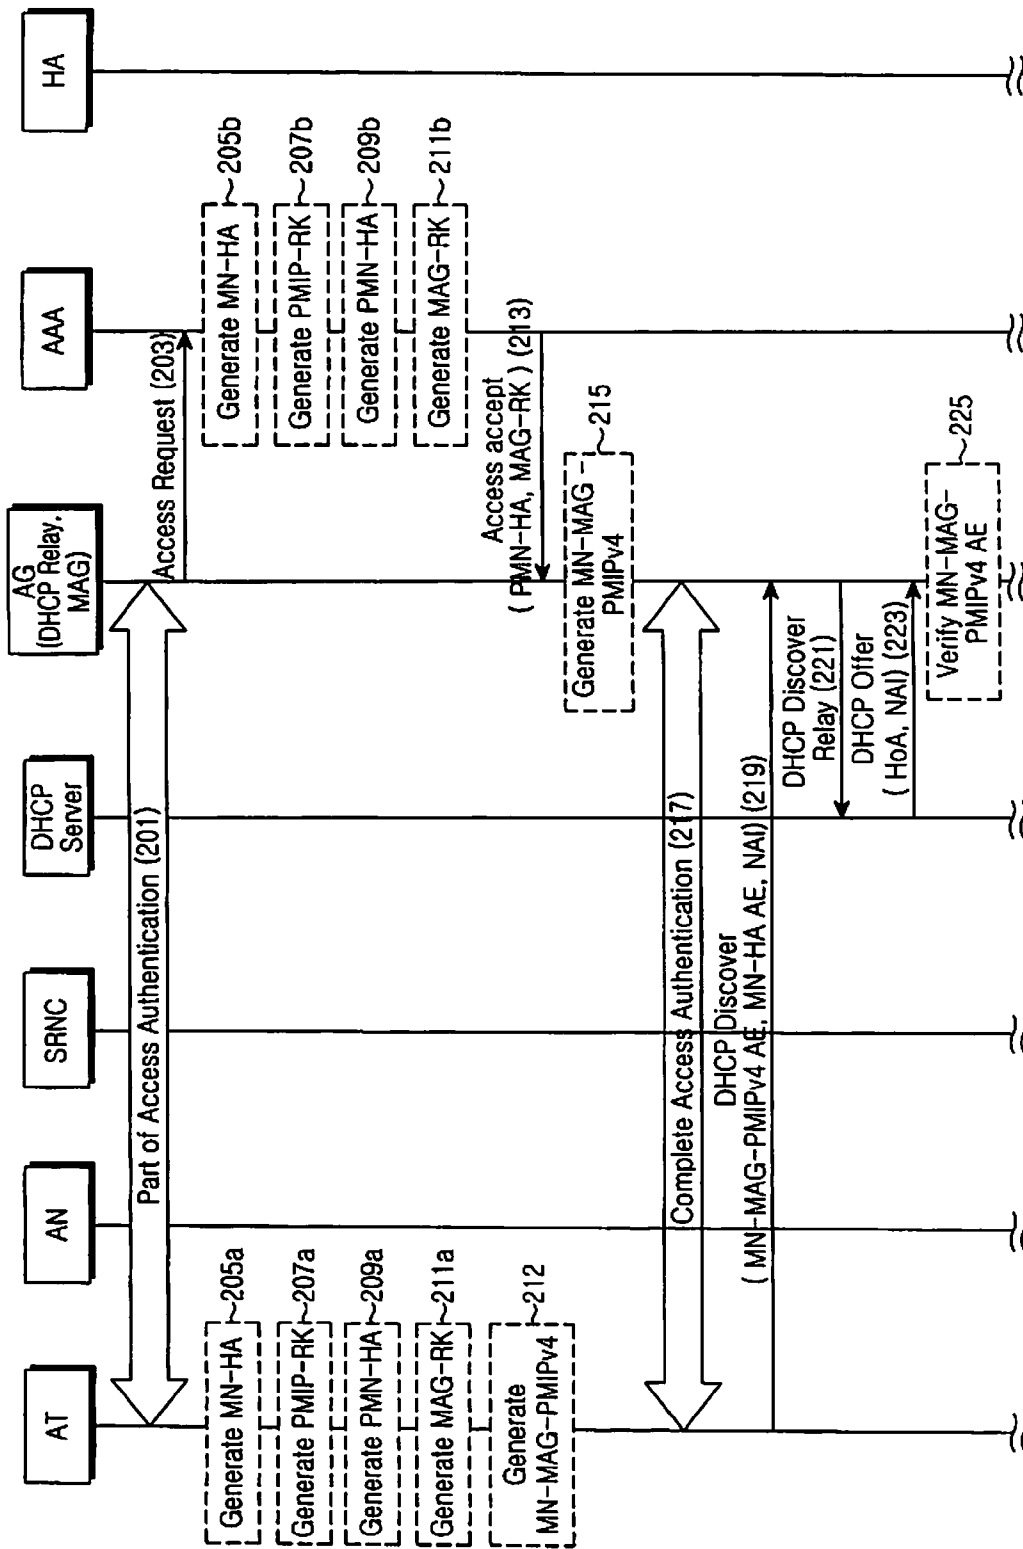 AT
AN
SRNC
DHCP
Server
AG
(DHCP Relay,
MAG)
AAA
HA
Part of Access Authentication (201)
Access Request (203)
Generate MN-HA
205a
Generate MN-HA
205b
Generate PMIP-RK
207a
Generate PMIP-RK
207b
Generate PMN-HA
209a
Generate PMN-HA
209b
Generate MAG-RK
211a
Generate MAG-RK
211b
Generate
MN-MAG-PMIPv4
212
Access accept
( PMN-HA, MAG-RK ) (213)
Generate MN-MAG -
PMIPv4
215
Complete Access Authentication (217)
DHCP Discover
( MN-MAG-PMIPv4 AE, MN-HA AE, NAI) (219)
DHCP Discover
Relay (221)
DHCP Offer
( HoA, NAI) (223)
Verify MN-MAG-
PMIPv4 AE
225